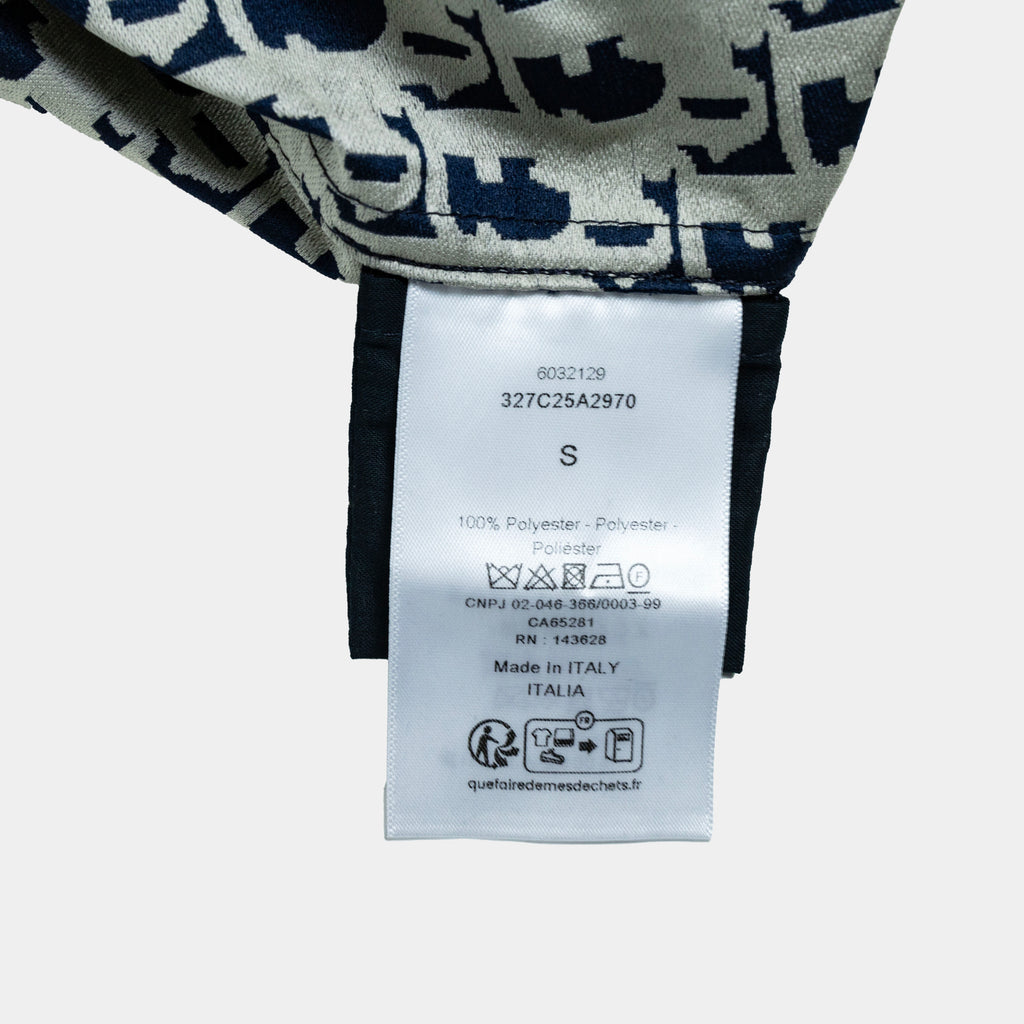 6032129
327C25A2970
S
100% Polyester - Polyester -
Poliéster
F
CNPJ 02-046-366/0003-99
CA65281
RN : 143628
Made in ITALY
ITALIA
FR
quefairedemesdechets.fr